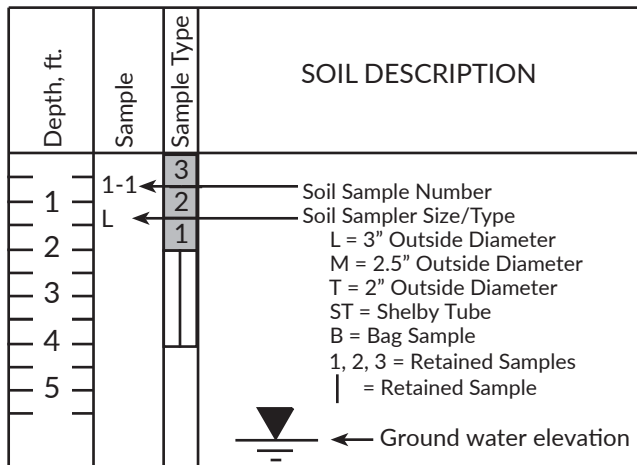 Depth, ft.
Sample
Sample Type
SOIL DESCRIPTION
3
1-1
Soil Sample Number
1
2
L
Soil Sampler Size/Type
1
L = 3” Outside Diameter
2
M = 2.5” Outside Diameter
T = 2” Outside Diameter
3
ST = Shelby Tube
B = Bag Sample
4
1, 2, 3 = Retained Samples
5
| = Retained Sample
Ground water elevation